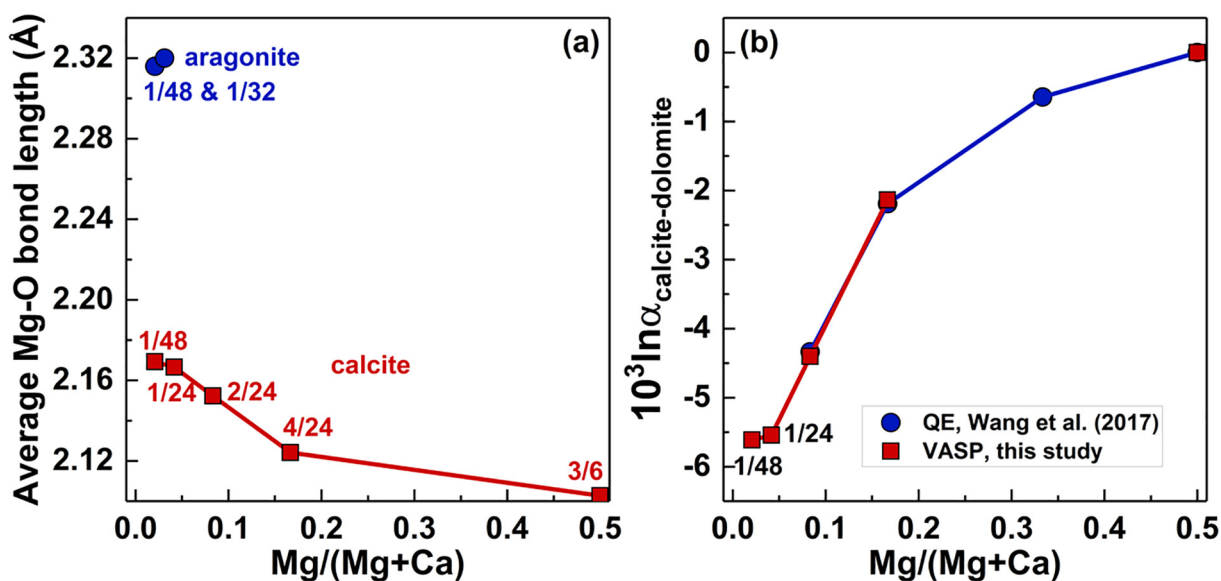 Average Mg-O bond length (Å)
2.32
2.28
2.24
2.20
2.16
2.12
(a)
aragonite
1/48 & 1/32
1/48
1/24
2/24
calcite
4/24
3/6
0.0
0.1
0.2
0.3
0.4
0.5
Mg/(Mg+Ca)
10³lnα calcite-dolomite
0
-1
-2
-3
-4
-5
-6
(b)
1/24
1/48
QE, Wang et al. (2017)
VASP, this study
0.0
0.1
0.2
0.3
0.4
0.5
Mg/(Mg+Ca)